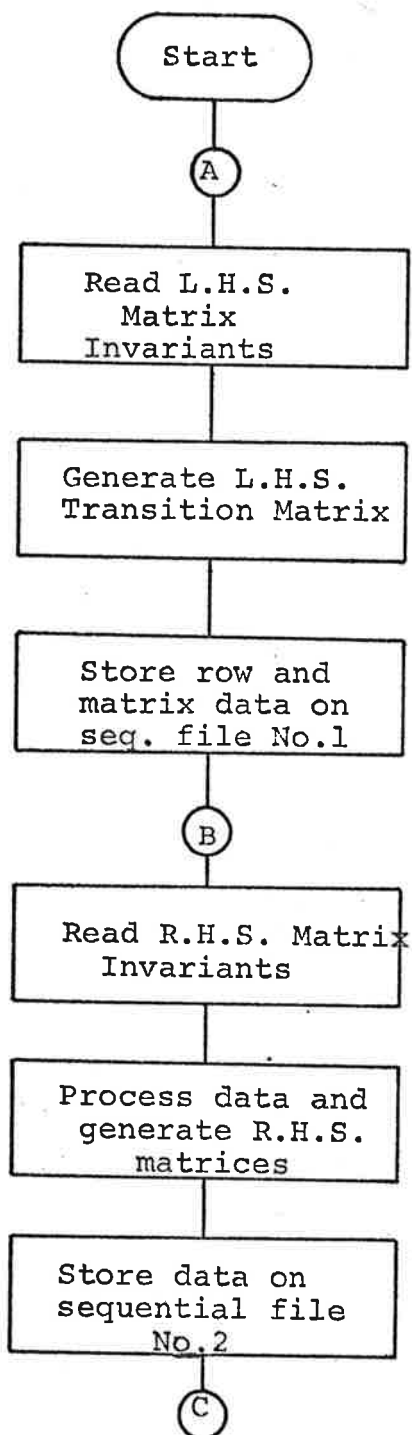 Start
A
Read L.H.S.
Matrix
Invariants
Generate L.H.S.
Transition Matrix
Store row and
matrix data on
seq. file No.1
B
Read R.H.S. Matrix
Invariants
Process data and
generate R.H.S.
matrices
Store data on
sequential file
No.2
C